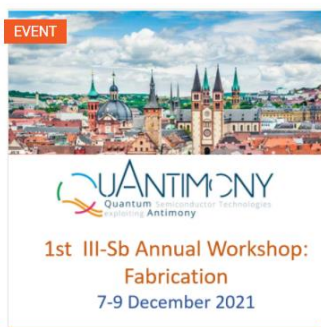 EVENT
QUANTIMONY
Quantum Semiconductor Technologies
exploiting Antimony
1st III-Sb Annual Workshop:
Fabrication
7-9 December 2021